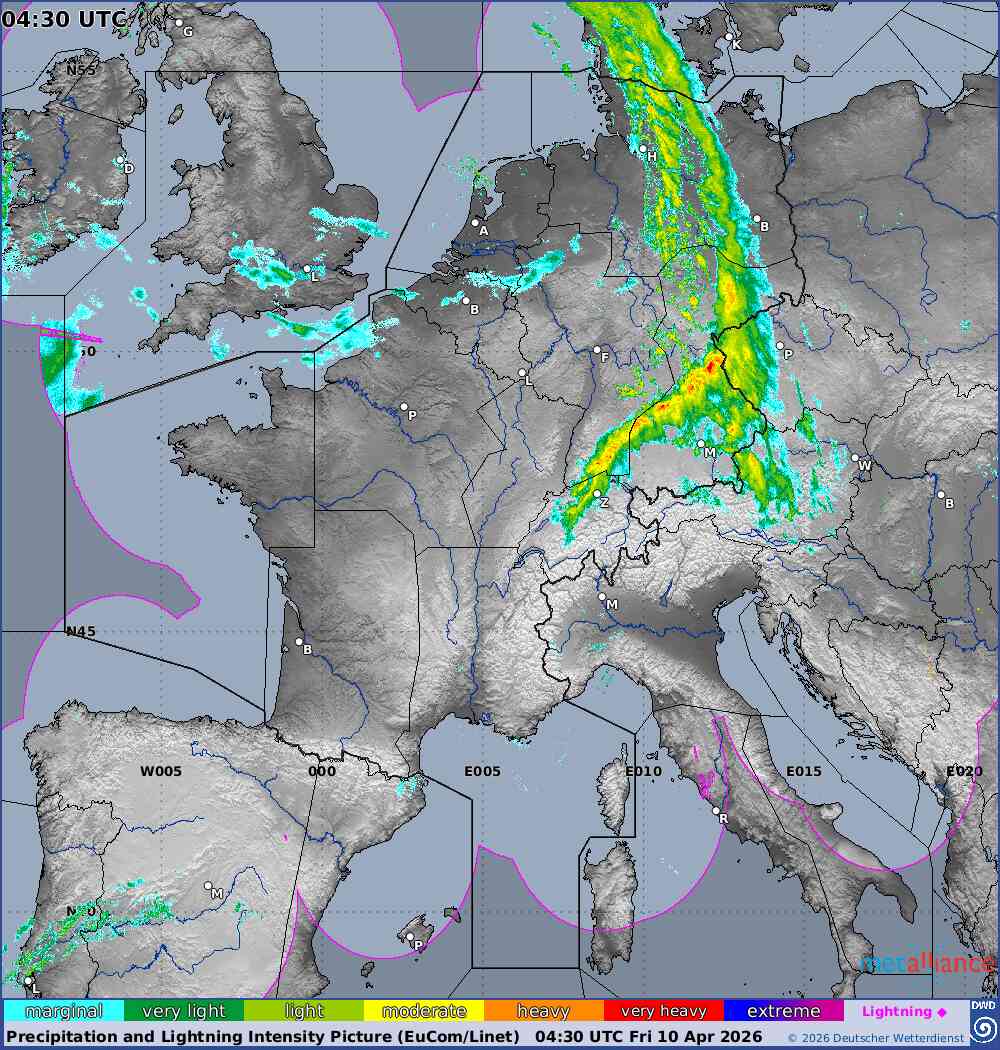 04:30 UTC
G
K
N55
D
H
A
B
L
B
50
F
P
L
P
M
W
Z
B
M
N45
B
W005
000
E005
E010
E015
E020
R
M
P
L
metalliance
marginal
very light
light
moderate
heavy
very heavy
extreme
Lightning ◆
DWD
Precipitation and Lightning Intensity Picture (EuCom/Linet) 04:30 UTC Fri 10 Apr 2026 © 2026 Deutscher Wetterdienst